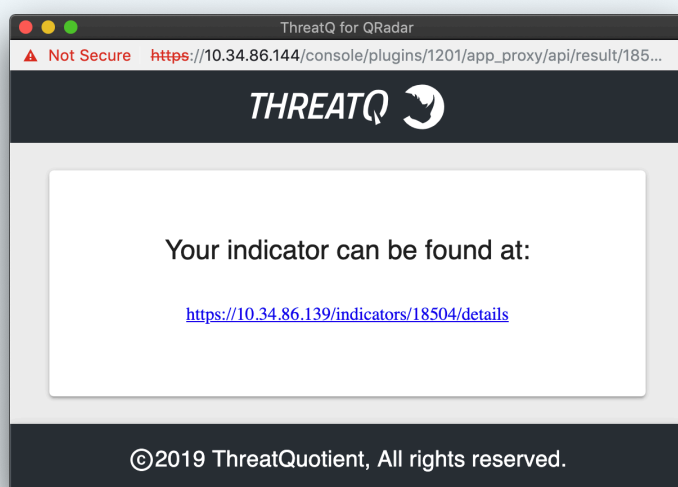 ThreatQ for QRadar
Not Secure https://10.34.86.144/console/plugins/1201/app_proxy/api/result/185...
THREATQ
Your indicator can be found at:
https://10.34.86.139/indicators/18504/details
©2019 ThreatQuotient, All rights reserved.